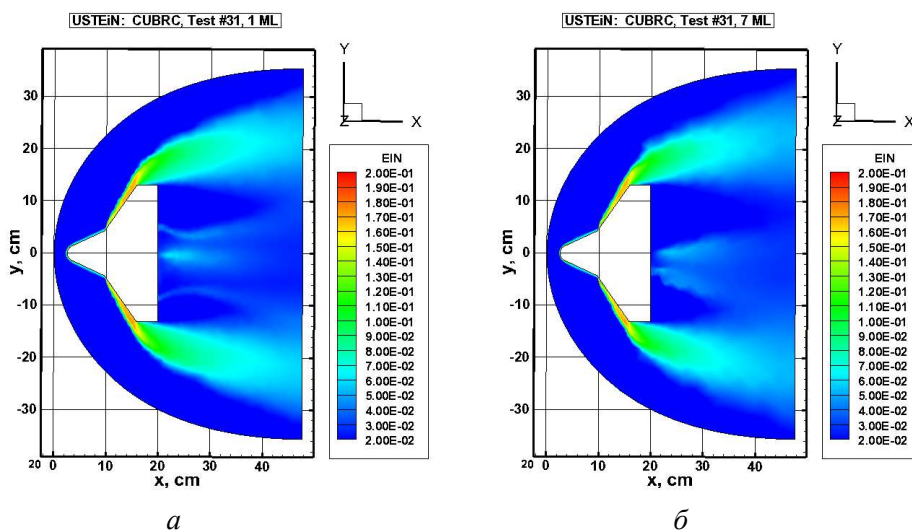 USTEiN: CUBRC, Test #31, 1 ML
Y
Z X
EIN
2.00E-01
1.90E-01
1.70E-01
1.60E-01
1.50E-01
1.40E-01
1.30E-01
1.20E-01
1.10E-01
1.00E-01
9.00E-02
8.00E-02
7.00E-02
6.00E-02
5.00E-02
4.00E-02
3.00E-02
2.00E-02
y, cm
30
20
10
0
-10
-20
-30
20 0 10 20 30 40
x, cm
а
USTEiN: CUBRC, Test #31, 7 ML
Y
Z X
EIN
2.00E-01
1.90E-01
1.70E-01
1.60E-01
1.50E-01
1.40E-01
1.30E-01
1.20E-01
1.10E-01
1.00E-01
9.00E-02
8.00E-02
7.00E-02
6.00E-02
5.00E-02
4.00E-02
3.00E-02
2.00E-02
y, cm
30
20
10
0
-10
-20
-30
20 0 10 20 30 40
x, cm
б